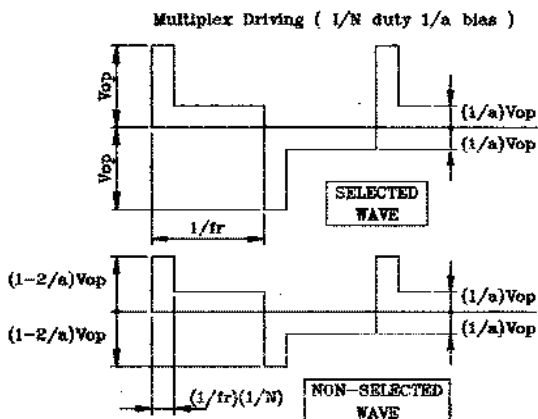 Multiplex Driving ( 1/N duty 1/a bias )
Vop
(1/a)Vop
Vop
(1/a)Vop
SELECTED
WAVE
1/fr
(1-2/a)Vop
(1/a)Vop
(1-2/a)Vop
(1/a)Vop
(1/fr)(1/N)
NON-SELECTED
WAVE